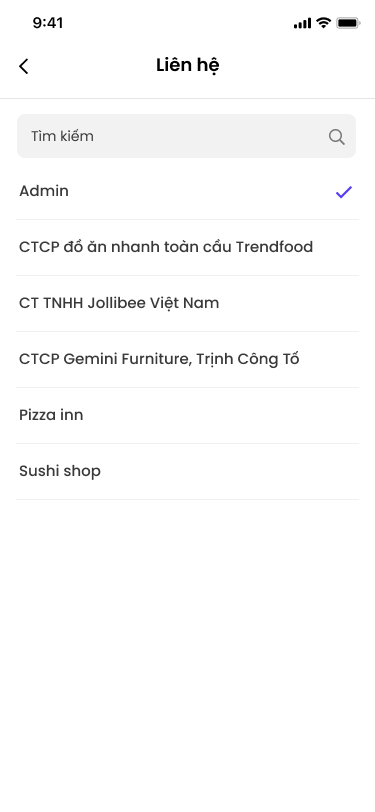 9:41
Liên hệ
Tìm kiếm
Admin
CTCP đồ ăn nhanh toàn cầu Trendfood
CT TNHH Jollibee Việt Nam
CTCP Gemini Furniture, Trịnh Công Tố
Pizza inn
Sushi shop